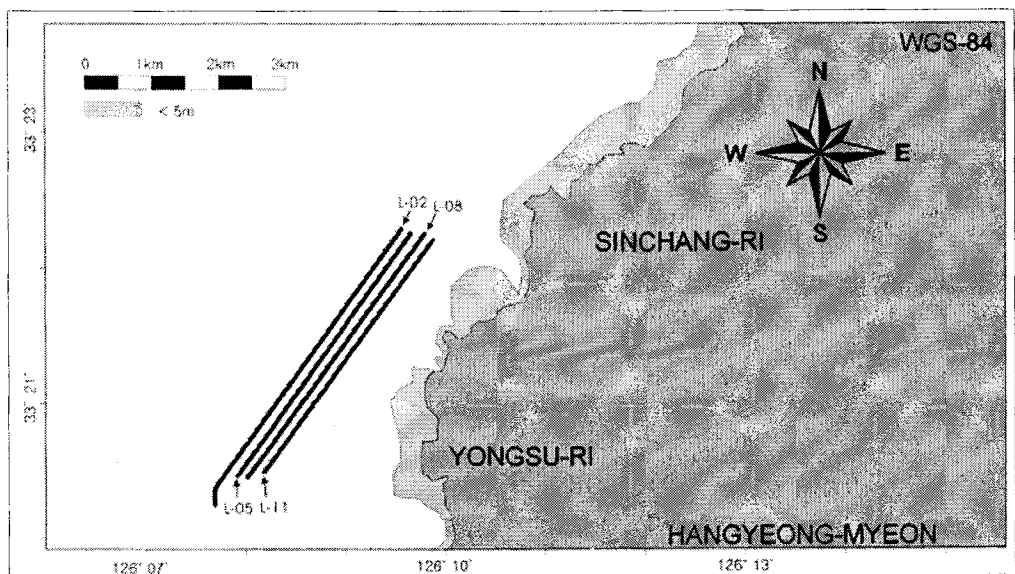 WGS-84
0 1km 2km 3km
< 5m
N
W E
S
33° 23'
L-02 L-08
SINCHANG-RI
33° 21'
YONGSU-RI
L-05 L-11
HANGYEONG-MYEON
126° 07' 126° 10' 126° 13'